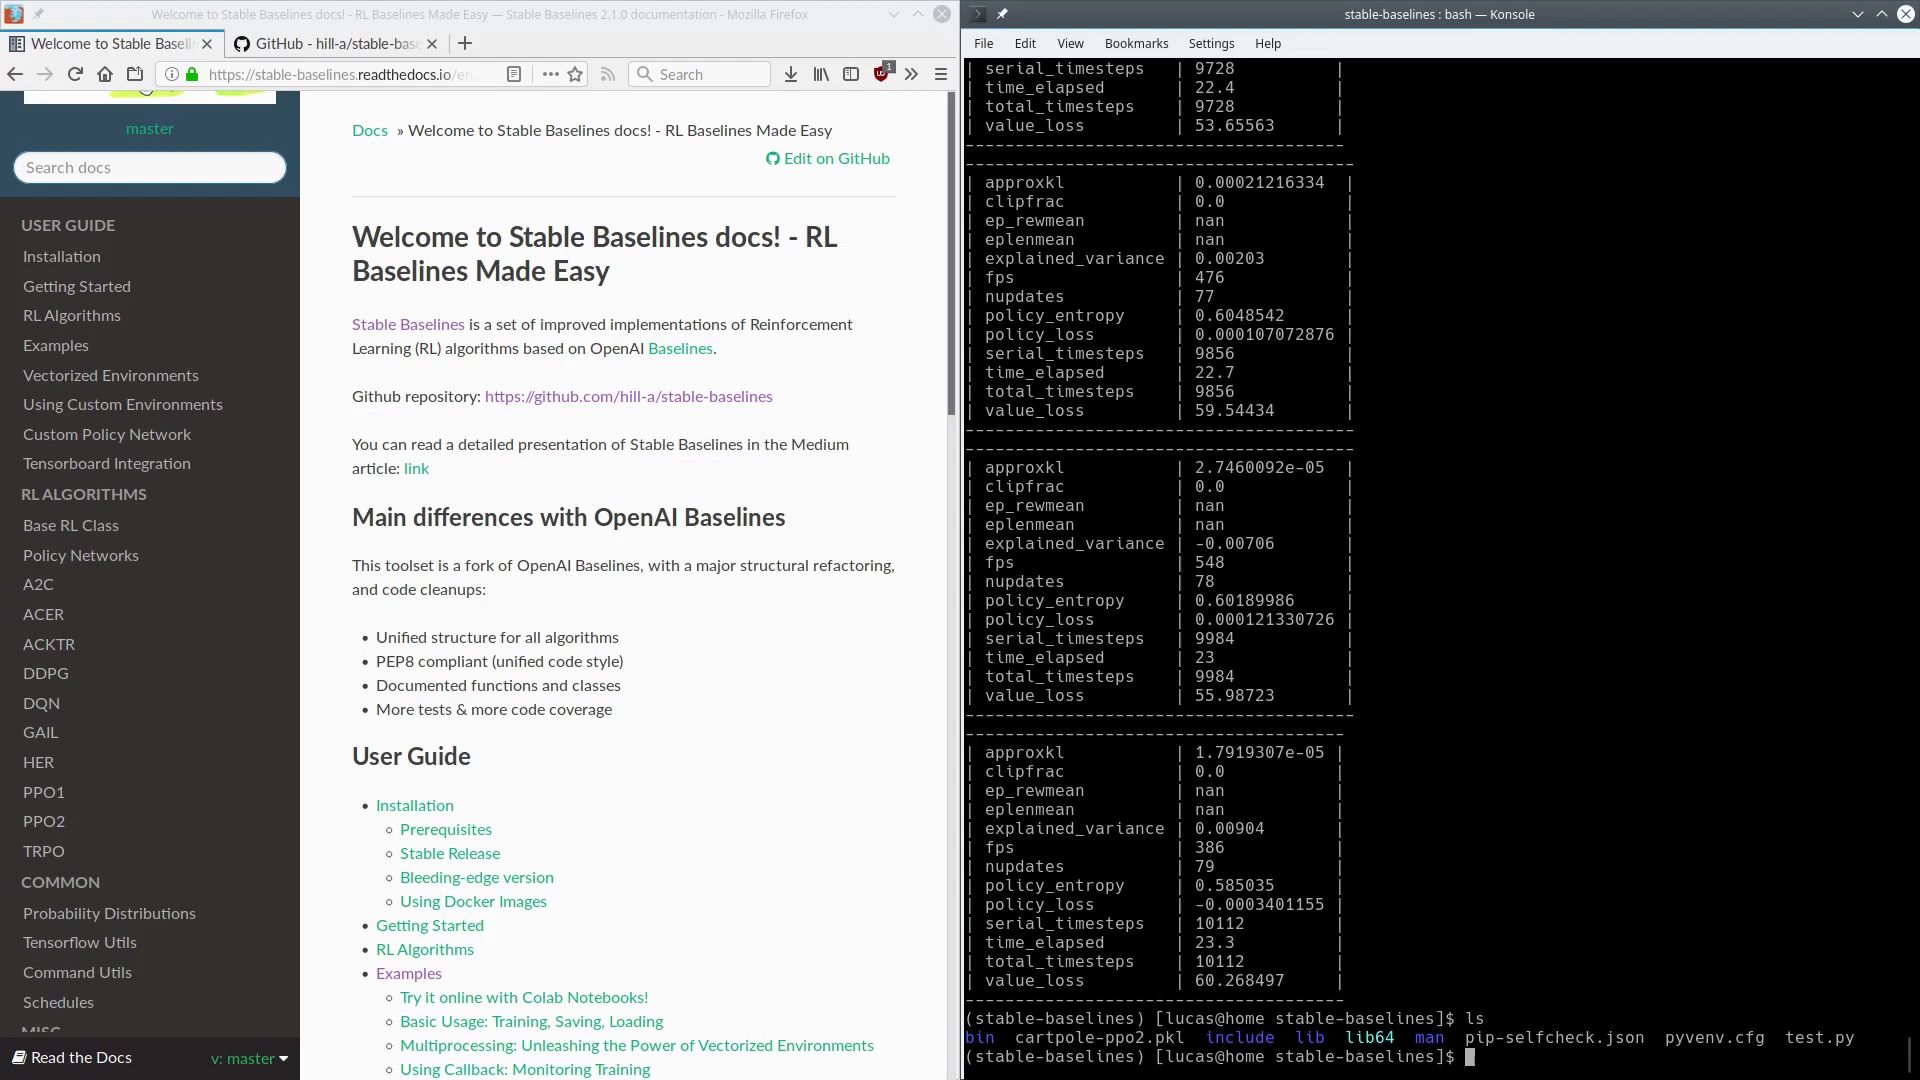 Welcome to Stable Baselines docs! - RL Baselines Made Easy — Stable Baselines 2.1.0 documentation - Mozilla Firefox
Welcome to Stable Baseli
GitHub - hill-a/stable-base
https://stable-baselines.readthedocs.io/en
Search
1
master
Search docs
USER GUIDE
Installation
Getting Started
RL Algorithms
Examples
Vectorized Environments
Using Custom Environments
Custom Policy Network
Tensorboard Integration
RL ALGORITHMS
Base RL Class
Policy Networks
A2C
ACER
ACKTR
DDPG
DQN
GAIL
HER
PPO1
PPO2
TRPO
COMMON
Probability Distributions
Tensorflow Utils
Command Utils
Schedules
MISC
Read the Docs
v: master
Docs » Welcome to Stable Baselines docs! - RL Baselines Made Easy
Edit on GitHub
Welcome to Stable Baselines docs! - RL
Baselines Made Easy
Stable Baselines is a set of improved implementations of Reinforcement
Learning (RL) algorithms based on OpenAI Baselines.
Github repository: https://github.com/hill-a/stable-baselines
You can read a detailed presentation of Stable Baselines in the Medium
article: link
Main differences with OpenAI Baselines
This toolset is a fork of OpenAI Baselines, with a major structural refactoring,
and code cleanups:
• Unified structure for all algorithms
• PEP8 compliant (unified code style)
• Documented functions and classes
• More tests & more code coverage
User Guide
• Installation
◦ Prerequisites
◦ Stable Release
◦ Bleeding-edge version
◦ Using Docker Images
• Getting Started
• RL Algorithms
• Examples
◦ Try it online with Colab Notebooks!
◦ Basic Usage: Training, Saving, Loading
◦ Multiprocessing: Unleashing the Power of Vectorized Environments
◦ Using Callback: Monitoring Training
stable-baselines : bash — Konsole
File Edit View Bookmarks Settings Help
| serial_timesteps | 9728 |
| time_elapsed | 22.4 |
| total_timesteps | 9728 |
| value_loss | 53.65563 |
--------------------------------------
---------------------------------------
| approxkl | 0.00021216334 |
| clipfrac | 0.0 |
| ep_rewmean | nan |
| eplenmean | nan |
| explained_variance | 0.00203 |
| fps | 476 |
| nupdates | 77 |
| policy_entropy | 0.6048542 |
| policy_loss | 0.000107072876 |
| serial_timesteps | 9856 |
| time_elapsed | 22.7 |
| total_timesteps | 9856 |
| value_loss | 59.54434 |
---------------------------------------
---------------------------------------
| approxkl | 2.7460092e-05 |
| clipfrac | 0.0 |
| ep_rewmean | nan |
| eplenmean | nan |
| explained_variance | -0.00706 |
| fps | 548 |
| nupdates | 78 |
| policy_entropy | 0.60189986 |
| policy_loss | 0.000121330726 |
| serial_timesteps | 9984 |
| time_elapsed | 23 |
| total_timesteps | 9984 |
| value_loss | 55.98723 |
---------------------------------------
--------------------------------------
| approxkl | 1.7919307e-05 |
| clipfrac | 0.0 |
| ep_rewmean | nan |
| eplenmean | nan |
| explained_variance | 0.00904 |
| fps | 386 |
| nupdates | 79 |
| policy_entropy | 0.585035 |
| policy_loss | -0.0003401155 |
| serial_timesteps | 10112 |
| time_elapsed | 23.3 |
| total_timesteps | 10112 |
| value_loss | 60.268497 |
--------------------------------------
(stable-baselines) [lucas@home stable-baselines]$ ls
bin cartpole-ppo2.pkl include lib lib64 man pip-selfcheck.json pyvenv.cfg test.py
(stable-baselines) [lucas@home stable-baselines]$